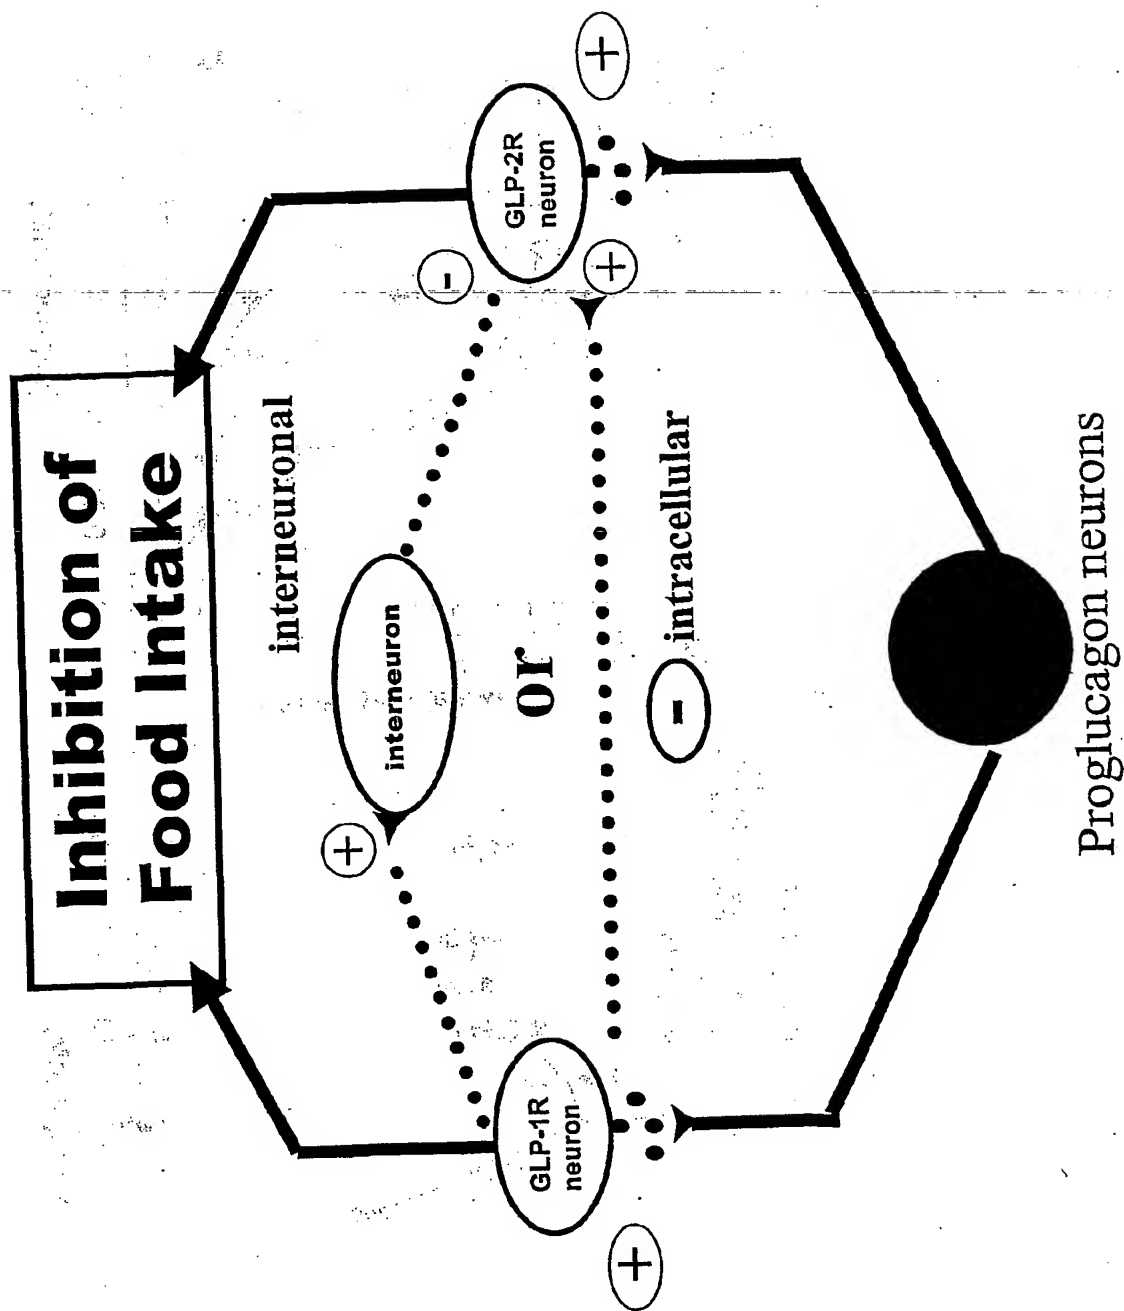 Inhibition of
Food Intake
interneuronal
+
interneuron
-
or
GLP-1R
neuron
GLP-2R
neuron
+
+
+
- intracellular
Proglucagon neurons